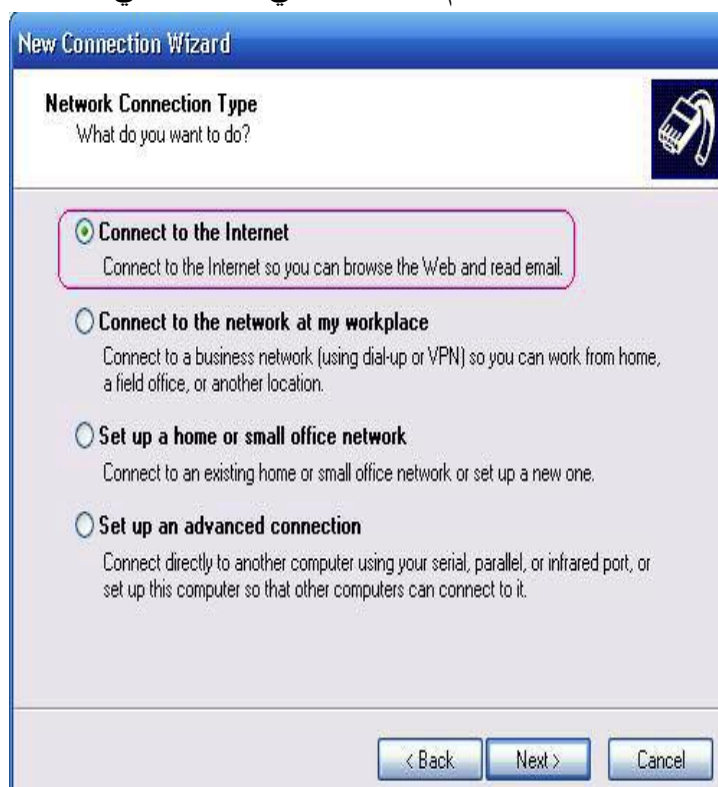 New Connection Wizard
Network Connection Type
What do you want to do?
Connect to the Internet
Connect to the Internet so you can browse the Web and read email.
Connect to the network at my workplace
Connect to a business network (using dial-up or VPN) so you can work from home,
a field office, or another location.
Set up a home or small office network
Connect to an existing home or small office network or set up a new one.
Set up an advanced connection
Connect directly to another computer using your serial, parallel, or infrared port, or
set up this computer so that other computers can connect to it.
< Back
Next >
Cancel